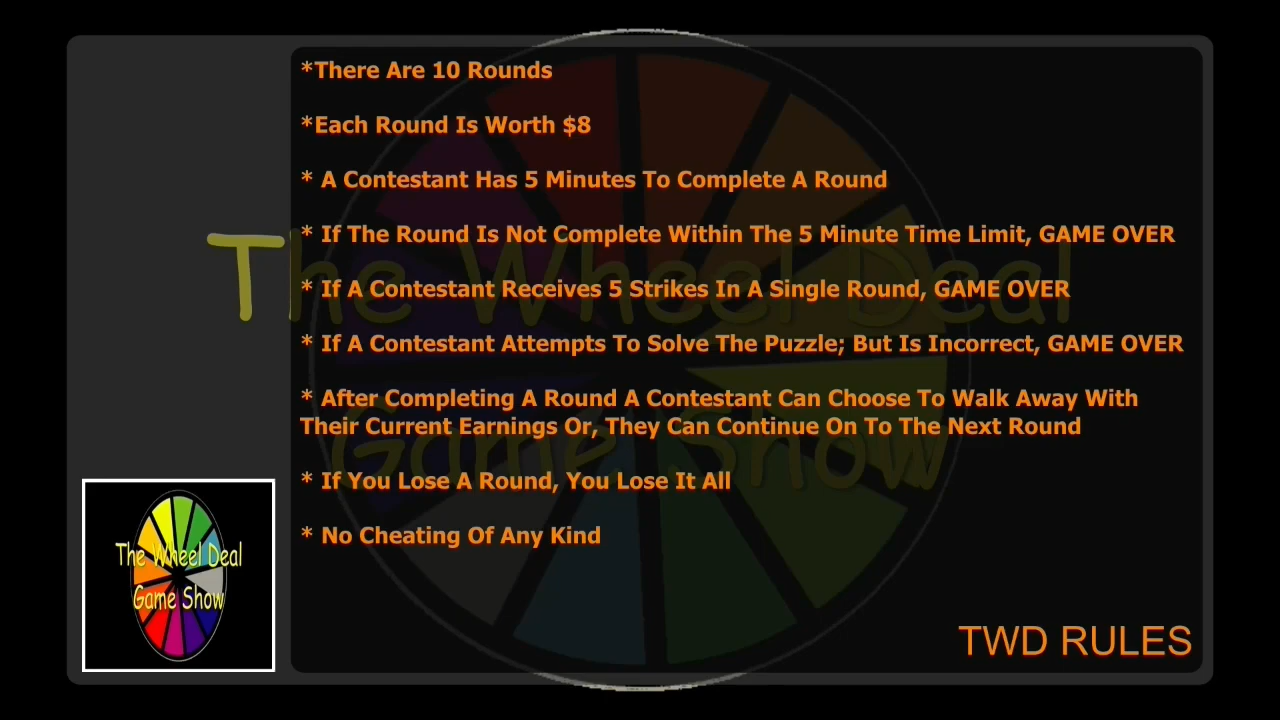 *There Are 10 Rounds
*Each Round Is Worth $8
* A Contestant Has 5 Minutes To Complete A Round
* If The Round Is Not Complete Within The 5 Minute Time Limit, GAME OVER
* If A Contestant Receives 5 Strikes In A Single Round, GAME OVER
* If A Contestant Attempts To Solve The Puzzle; But Is Incorrect, GAME OVER
* After Completing A Round A Contestant Can Choose To Walk Away With
Their Current Earnings Or, They Can Continue On To The Next Round
* If You Lose A Round, You Lose It All
* No Cheating Of Any Kind
The Wheel Deal
Game Show
The Wheel Deal
Game Show
TWD RULES